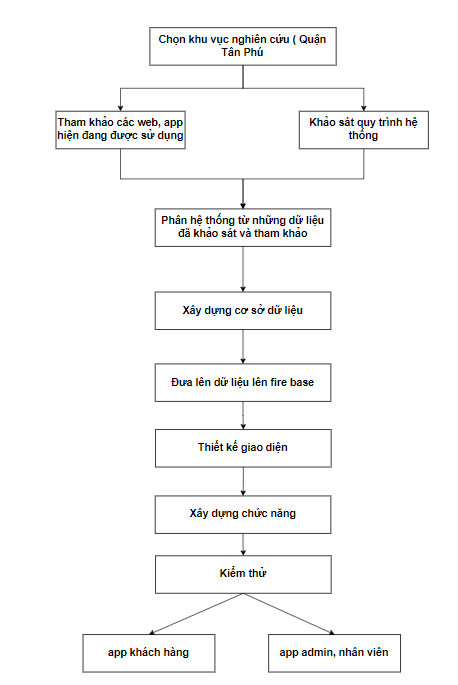 Chọn khu vực nghiên cứu ( Quận
Tân Phú
Tham khảo các web, app
hiện đang được sử dụng
Khảo sát quy trình hệ
thống
Phân hệ thống từ những dữ liệu
đã khảo sát và tham khảo
Xây dựng cơ sở dữ liệu
Đưa lên dữ liệu lên fire base
Thiết kế giao diện
Xây dựng chức năng
Kiểm thử
app khách hàng
app admin, nhân viên